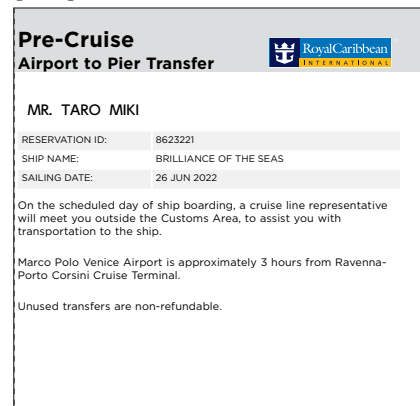 Pre-Cruise
Airport to Pier Transfer
RoyalCaribbean
INTERNATIONAL
MR. TARO MIKI
RESERVATION ID: 8623221
SHIP NAME: BRILLIANCE OF THE SEAS
SAILING DATE: 26 JUN 2022
On the scheduled day of ship boarding, a cruise line representative
will meet you outside the Customs Area, to assist you with
transportation to the ship.
Marco Polo Venice Airport is approximately 3 hours from Ravenna-
Porto Corsini Cruise Terminal.
Unused transfers are non-refundable.